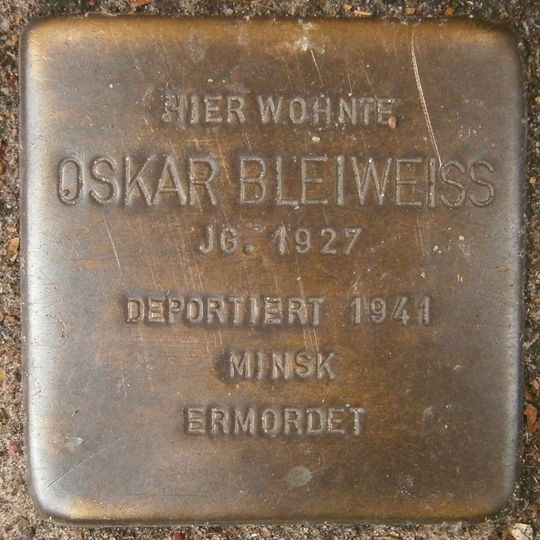 HIER WOHNTE
OSKAR BLEIWEISS
JG. 1927
DEPORTIERT 1941
MINSK
ERMORDET